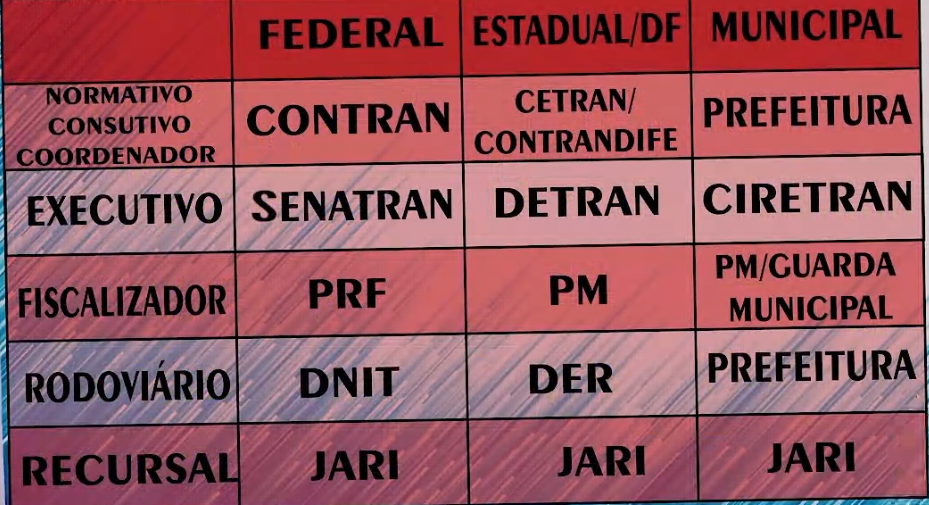 FEDERAL ESTADUAL/DF MUNICIPAL
NORMATIVO
CONSUTIVO
COORDENADOR
CONTRAN
CETRAN/
CONTRANDIFE
PREFEITURA
EXECUTIVO SENATRAN DETRAN CIRETRAN
FISCALIZADOR PRF PM
PM/GUARDA
MUNICIPAL
RODOVIÁRIO DNIT DER PREFEITURA
RECURSAL JARI JARI JARI